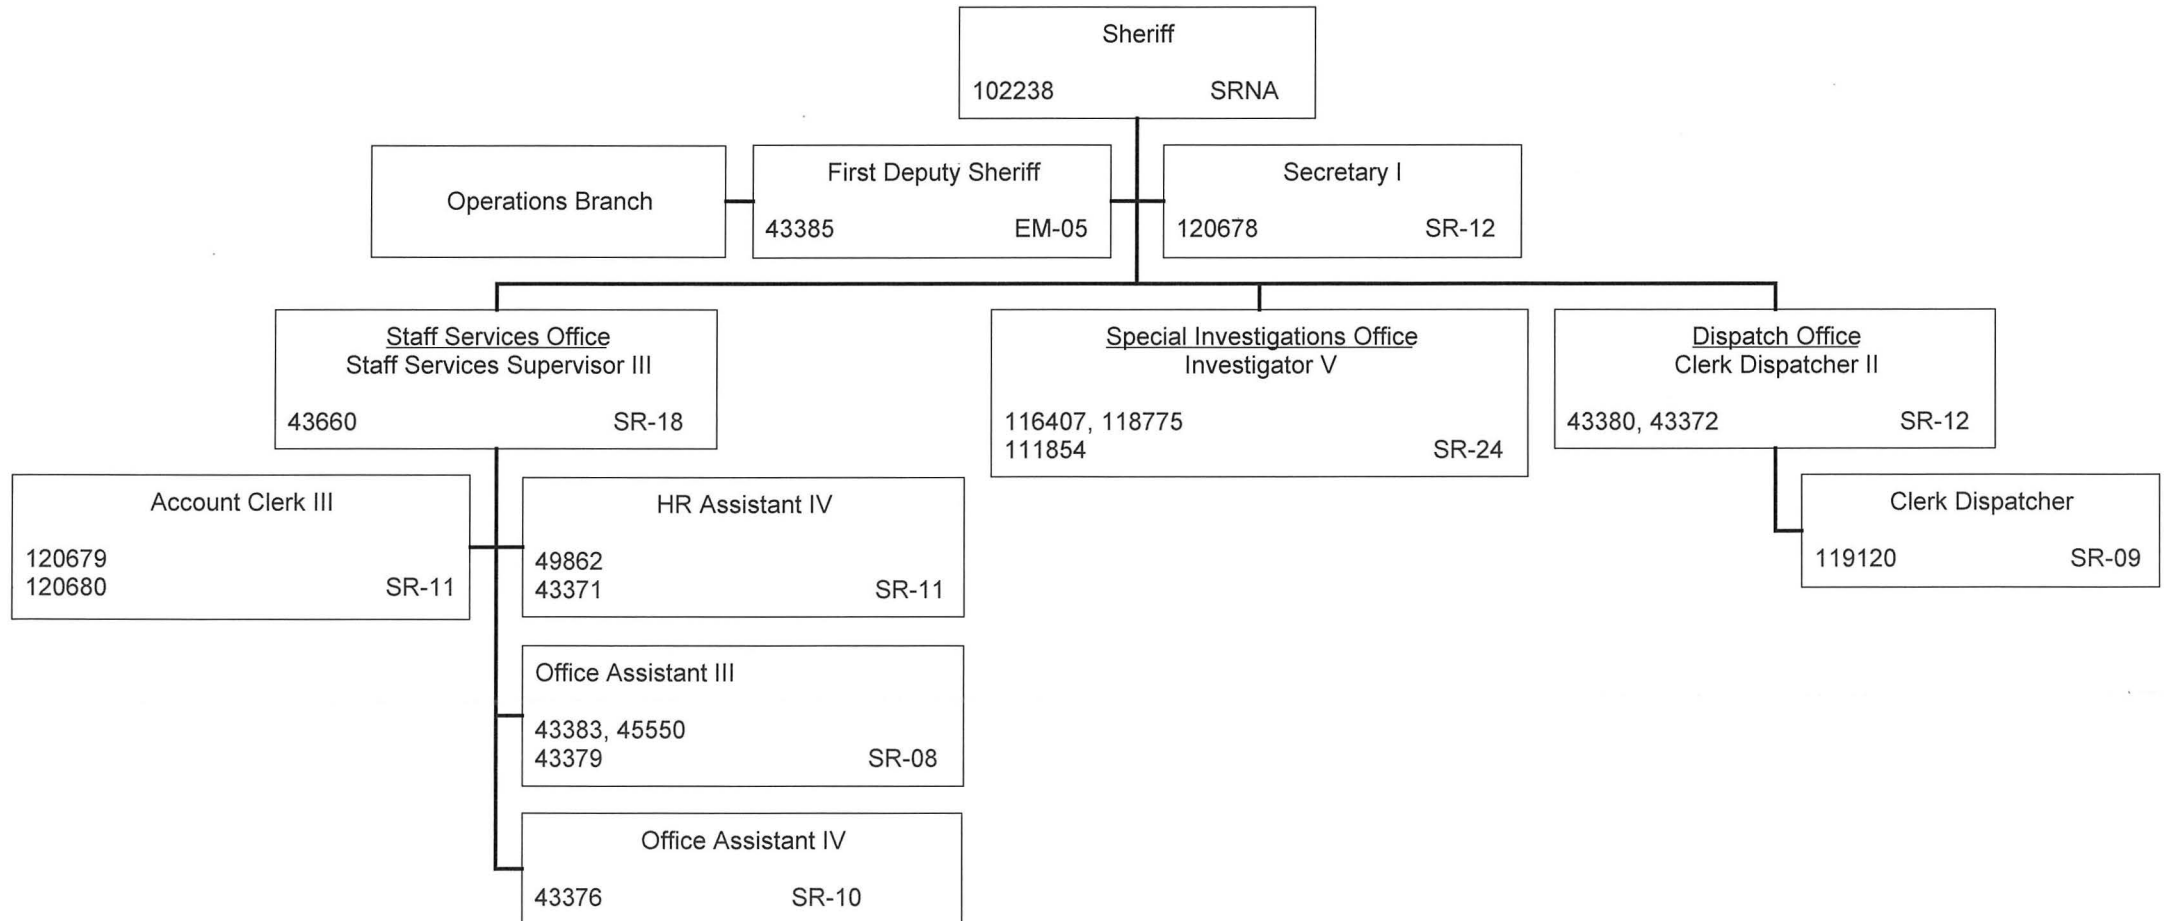 Sheriff
102238 SRNA
Operations Branch
First Deputy Sheriff
43385 EM-05
Secretary I
120678 SR-12
Staff Services Office
Staff Services Supervisor III
43660 SR-18
Special Investigations Office
Investigator V
116407, 118775
111854 SR-24
Dispatch Office
Clerk Dispatcher II
43380, 43372 SR-12
Account Clerk III
120679
120680 SR-11
HR Assistant IV
49862
43371 SR-11
Clerk Dispatcher
119120 SR-09
Office Assistant III
43383, 45550
43379 SR-08
Office Assistant IV
43376 SR-10